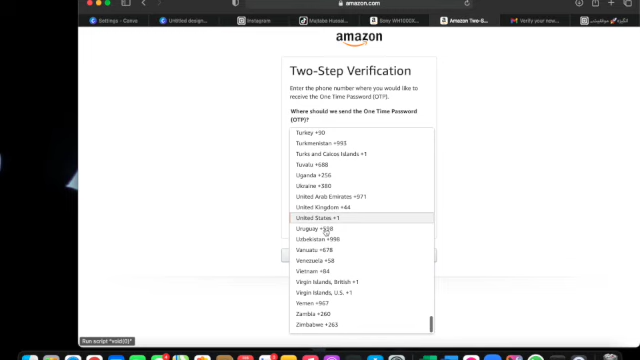 amazon.com
Settings - Canva
Untitled design...
Instagram
Sony WH1000X
Amazon Two-S...
Verify your new...
amazon
Two-Step Verification
Enter the phone number where you would like to
receive the One Time Password
(OTP).
Where should we send the One Time Password
(OTP)?
Turkey +90
Turkmenistan +993
Turks and Caicos Islands +1
Tuvalu +688
Uganda +256
Ukraine +380
United Arab Emirates +971
United Kingdom +44
United States +1
Uruguay +598
Uzbekistan +998
Vanuatu +678
Venezuela +58
Vietnam +84
Virgin Islands, British +1
Virgin Islands, U.S. +1
Yemen +967
Zambia +260
Zimbabwe +263
Run script "void(0)"